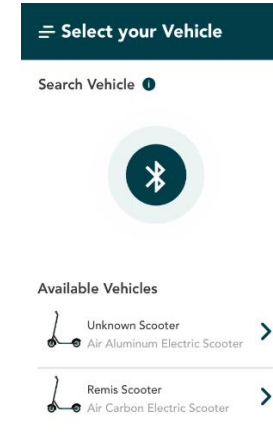 Select your Vehicle
Search Vehicle i
Available Vehicles
Unknown Scooter
Air Aluminum Electric Scooter
Remis Scooter
Air Carbon Electric Scooter